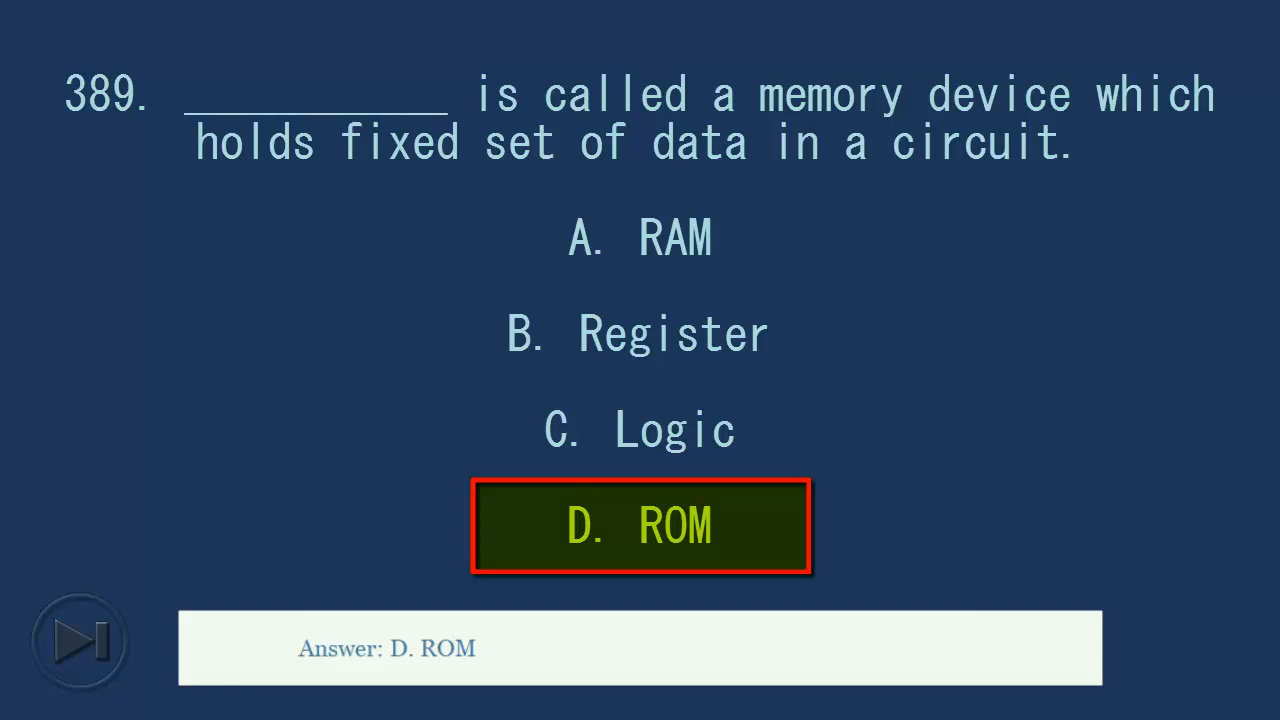 389. ___________ is called a memory device which
holds fixed set of data in a circuit.
A. RAM
B. Register
C. Logic
D. ROM
Answer: D. ROM